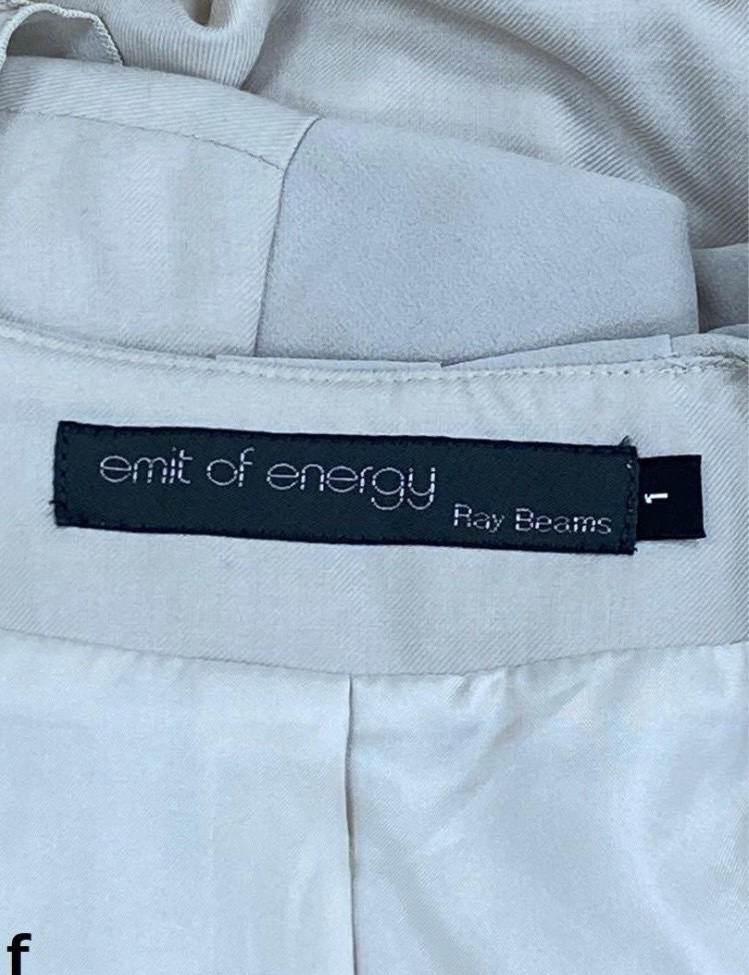 emit of energy
Ray Beams
1
f